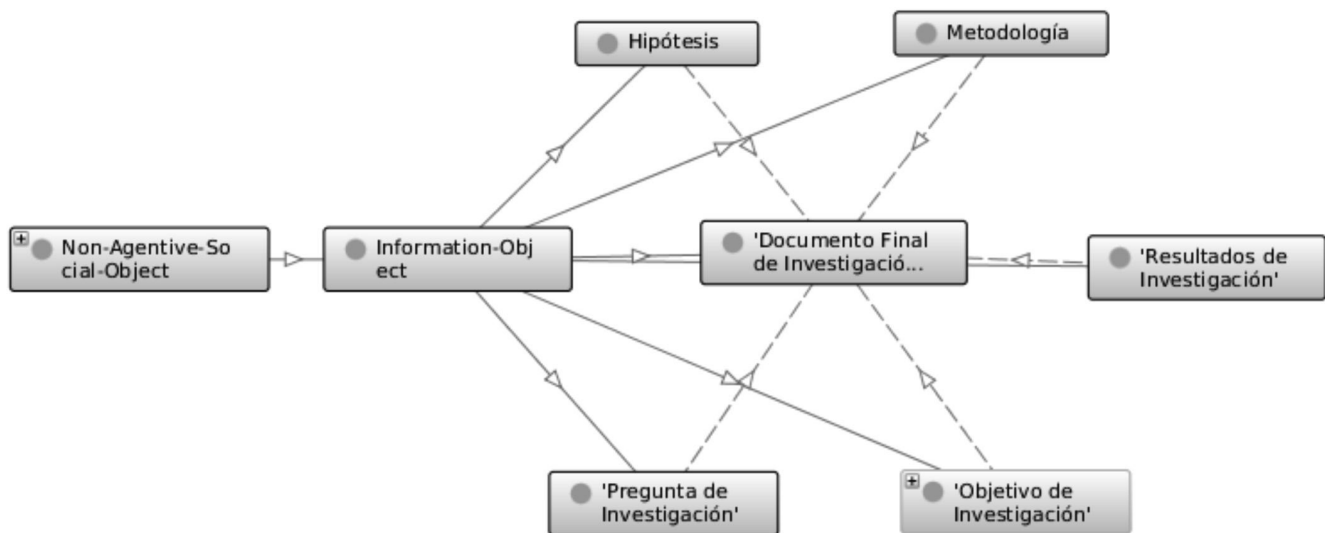 Hipótesis
Metodología
Non-Agentive-So
cial-Object
Information-Obj
ect
'Documento Final
de Investigació...
'Resultados de
Investigación'
'Pregunta de
Investigación'
'Objetivo de
Investigación'